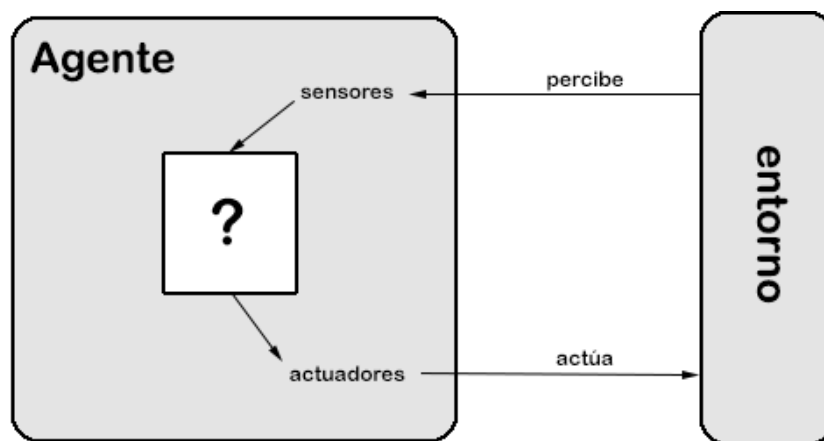 Agente
sensores
percibe
?
entorno
actuadores
actúa